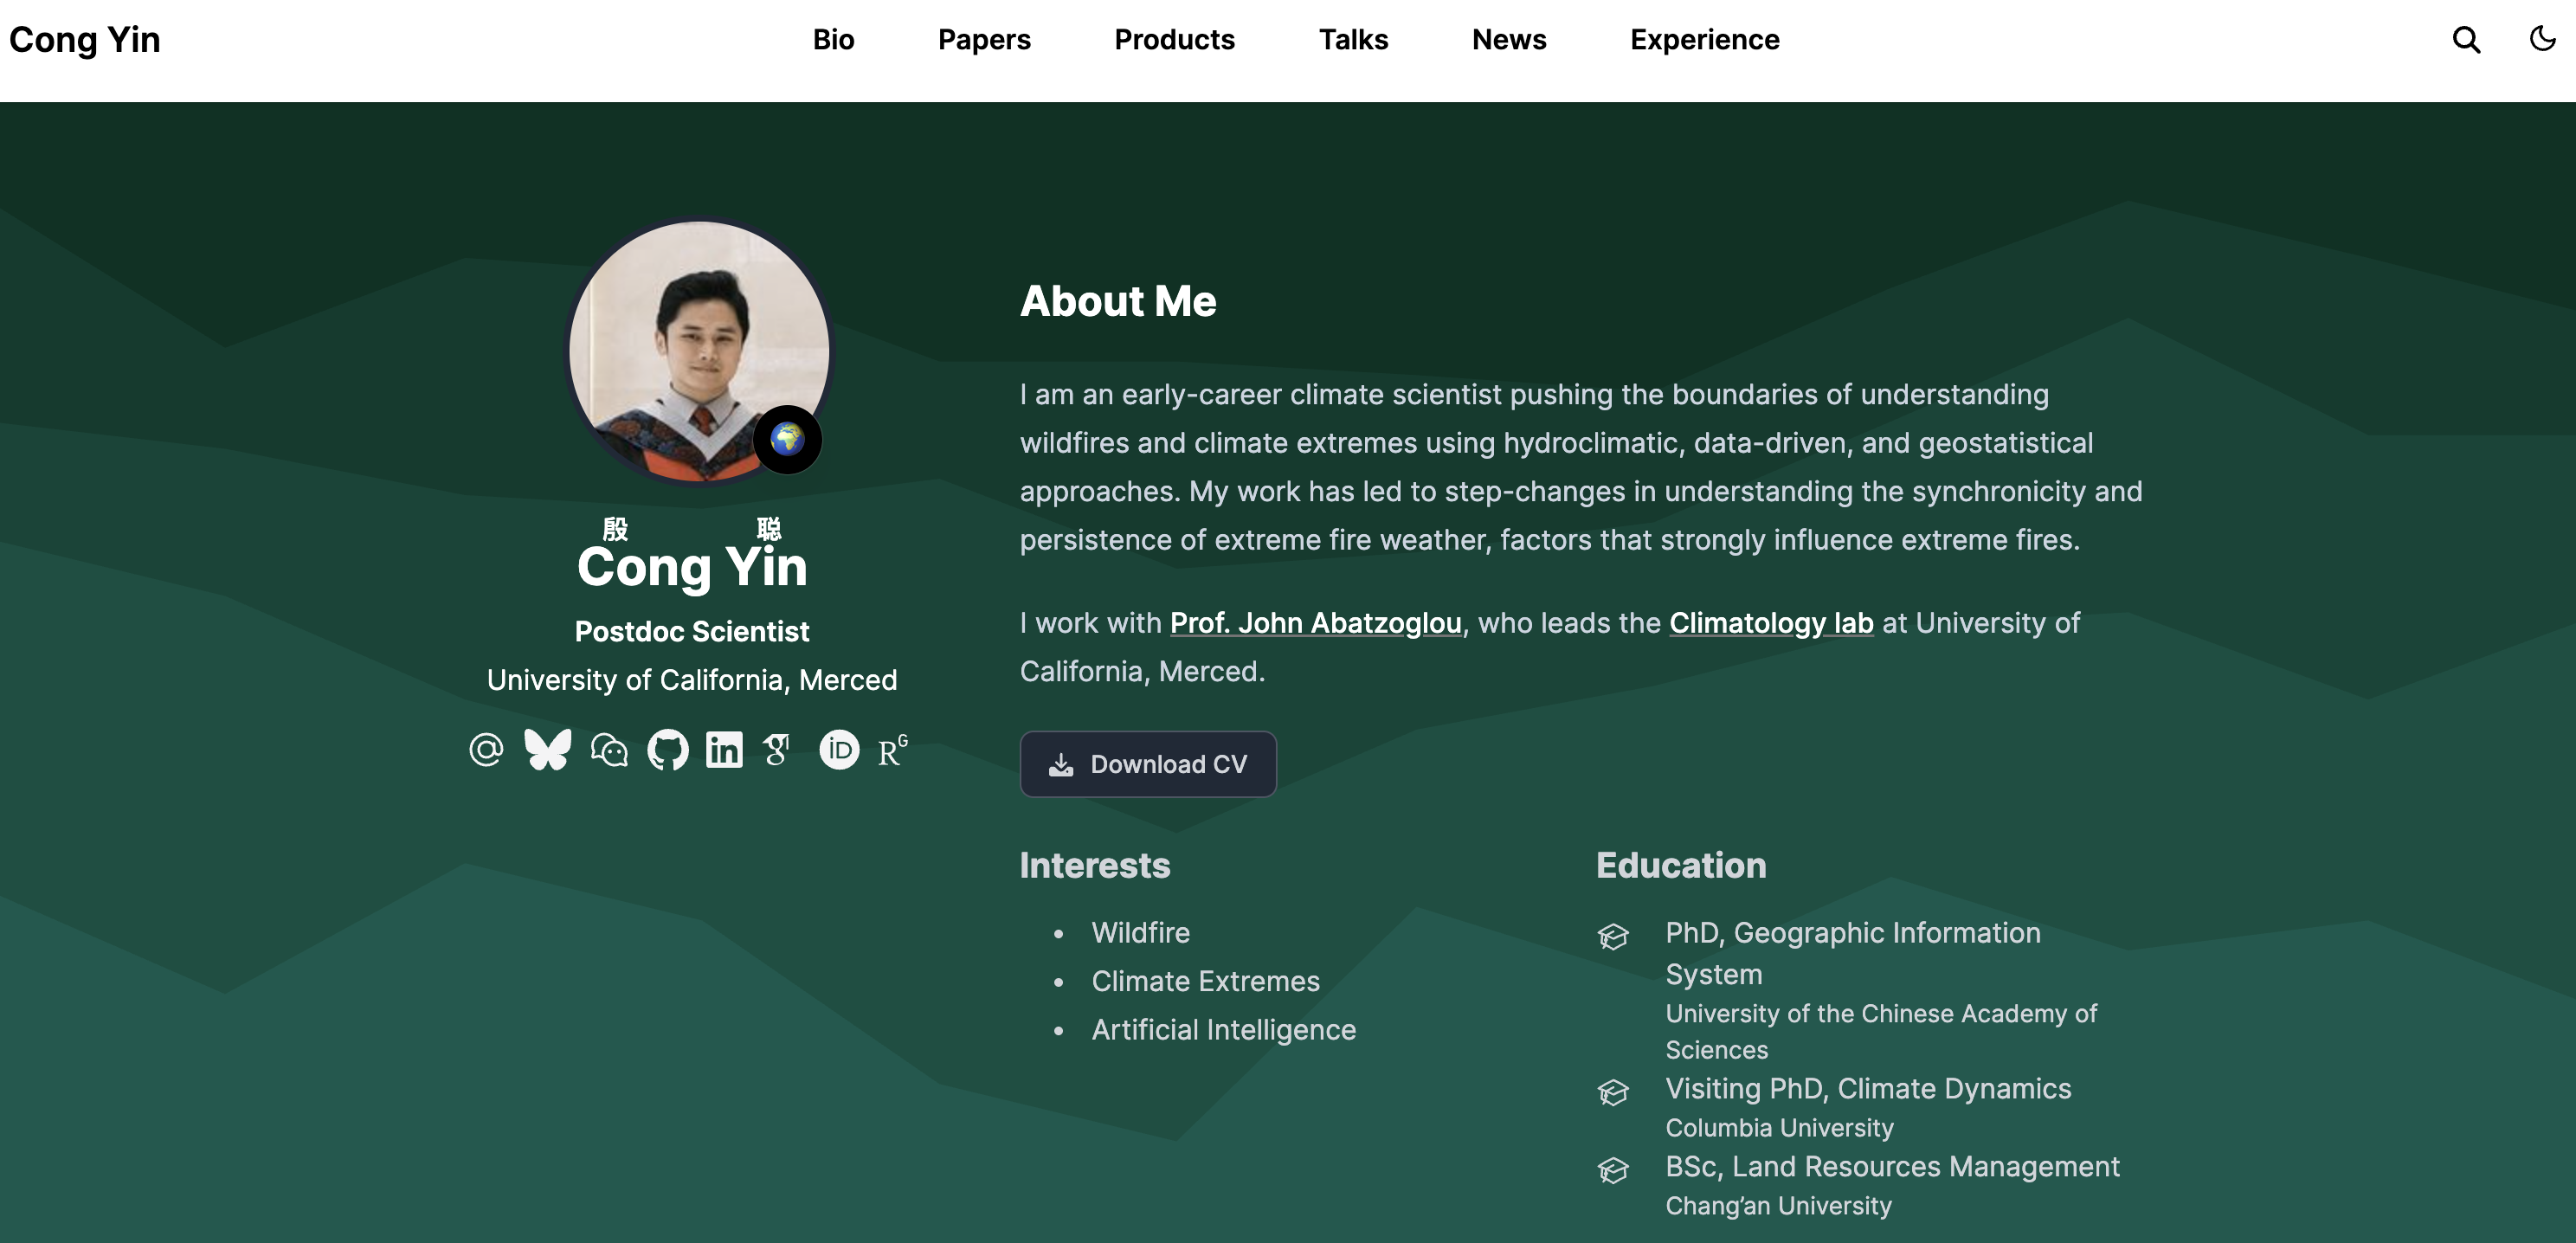 Cong Yin
Bio Papers Products Talks News Experience
殷 聪
Cong Yin
Postdoc Scientist
University of California, Merced
About Me
I am an early-career climate scientist pushing the boundaries of understanding
wildfires and climate extremes using hydroclimatic, data-driven, and geostatistical
approaches. My work has led to step-changes in understanding the synchronicity and
persistence of extreme fire weather, factors that strongly influence extreme fires.
I work with Prof. John Abatzoglou, who leads the Climatology lab at University of
California, Merced.
Download CV
Interests
Wildfire
Climate Extremes
Artificial Intelligence
Education
PhD, Geographic Information
System
University of the Chinese Academy of
Sciences
Visiting PhD, Climate Dynamics
Columbia University
BSc, Land Resources Management
Chang’an University